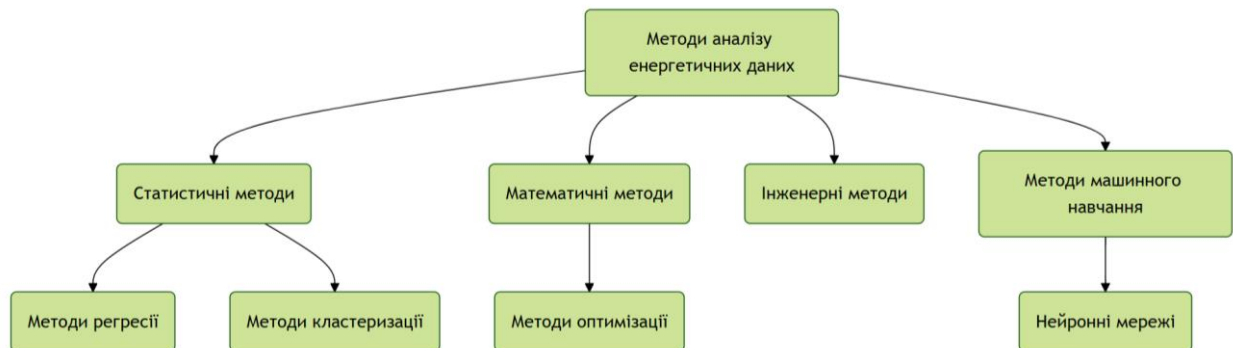 Методи аналізу
енергетичних даних
Статистичні методи
Математичні методи
Інженерні методи
Методи машинного
навчання
Методи регресії
Методи кластеризації
Методи оптимізації
Нейронні мережі